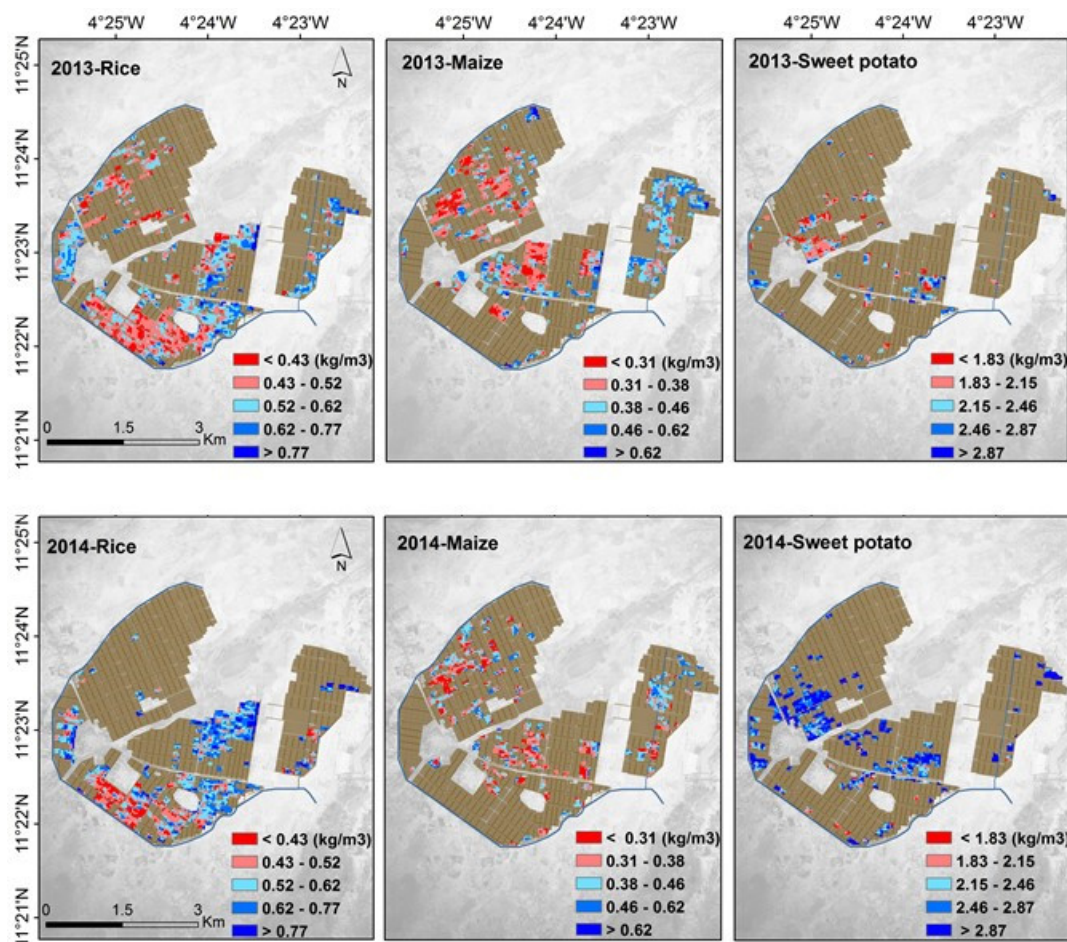 4°25'W 4°24'W 4°23'W 4°25'W 4°24'W 4°23'W 4°25'W 4°24'W 4°23'W
11°25'N
11°24'N
11°23'N
11°22'N
11°21'N
2013-Rice
N
< 0.43 (kg/m3)
0.43 - 0.52
0.52 - 0.62
0.62 - 0.77
> 0.77
0 1.5 3
Km
2013-Maize
< 0.31 (kg/m3)
0.31 - 0.38
0.38 - 0.46
0.46 - 0.62
> 0.62
2013-Sweet potato
< 1.83 (kg/m3)
1.83 - 2.15
2.15 - 2.46
2.46 - 2.87
> 2.87
11°25'N
11°24'N
11°23'N
11°22'N
11°21'N
2014-Rice
N
< 0.43 (kg/m3)
0.43 - 0.52
0.52 - 0.62
0.62 - 0.77
> 0.77
0 1.5 3
Km
2014-Maize
< 0.31 (kg/m3)
0.31 - 0.38
0.38 - 0.46
0.46 - 0.62
> 0.62
2014-Sweet potato
< 1.83 (kg/m3)
1.83 - 2.15
2.15 - 2.46
2.46 - 2.87
> 2.87